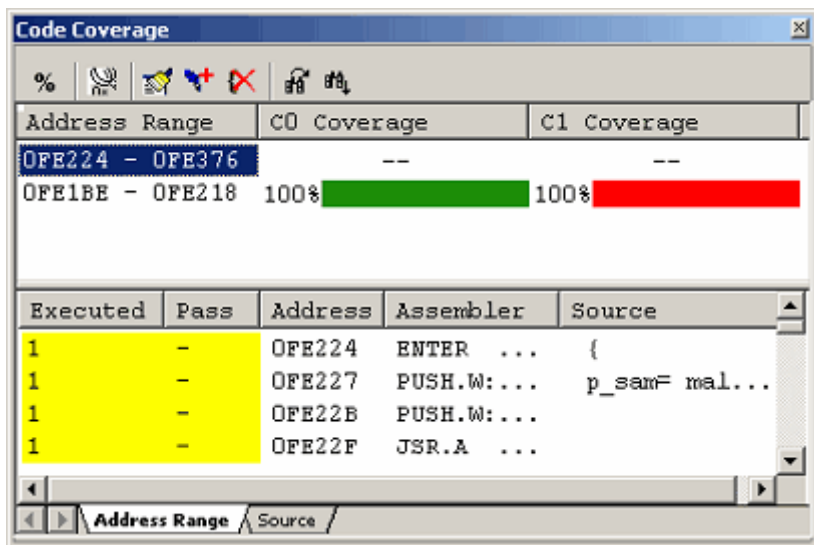 Code Coverage
%
Address Range C0 Coverage C1 Coverage
0FE224 - 0FE376 -- --
0FE1BE - 0FE218 100% 100%
Executed Pass Address Assembler Source
1 - 0FE224 ENTER ... {
1 - 0FE227 PUSH.W:... p_sam= mal...
1 - 0FE22B PUSH.W:...
1 - 0FE22F JSR.A ...
Address Range Source